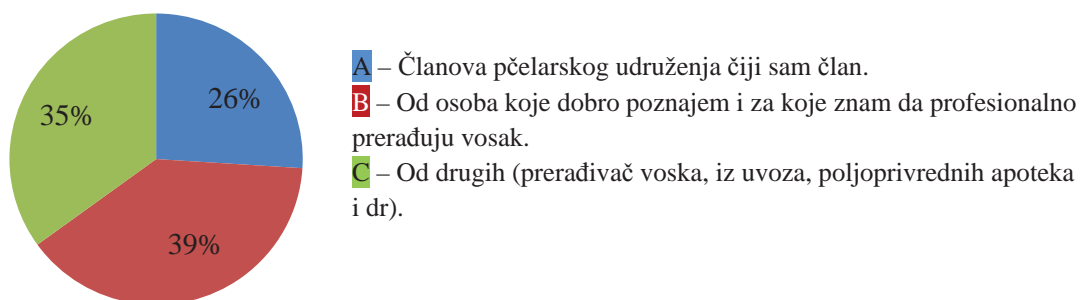 26%
35%
39%
A – Članova pčelarskog udruženja čiji sam član.
B – Od osoba koje dobro poznajem i za koje znam da profesionalno
prerađuju vosak.
C – Od drugih (prerađivač voska, iz uvoza, poljoprivrednih apoteka
i dr).